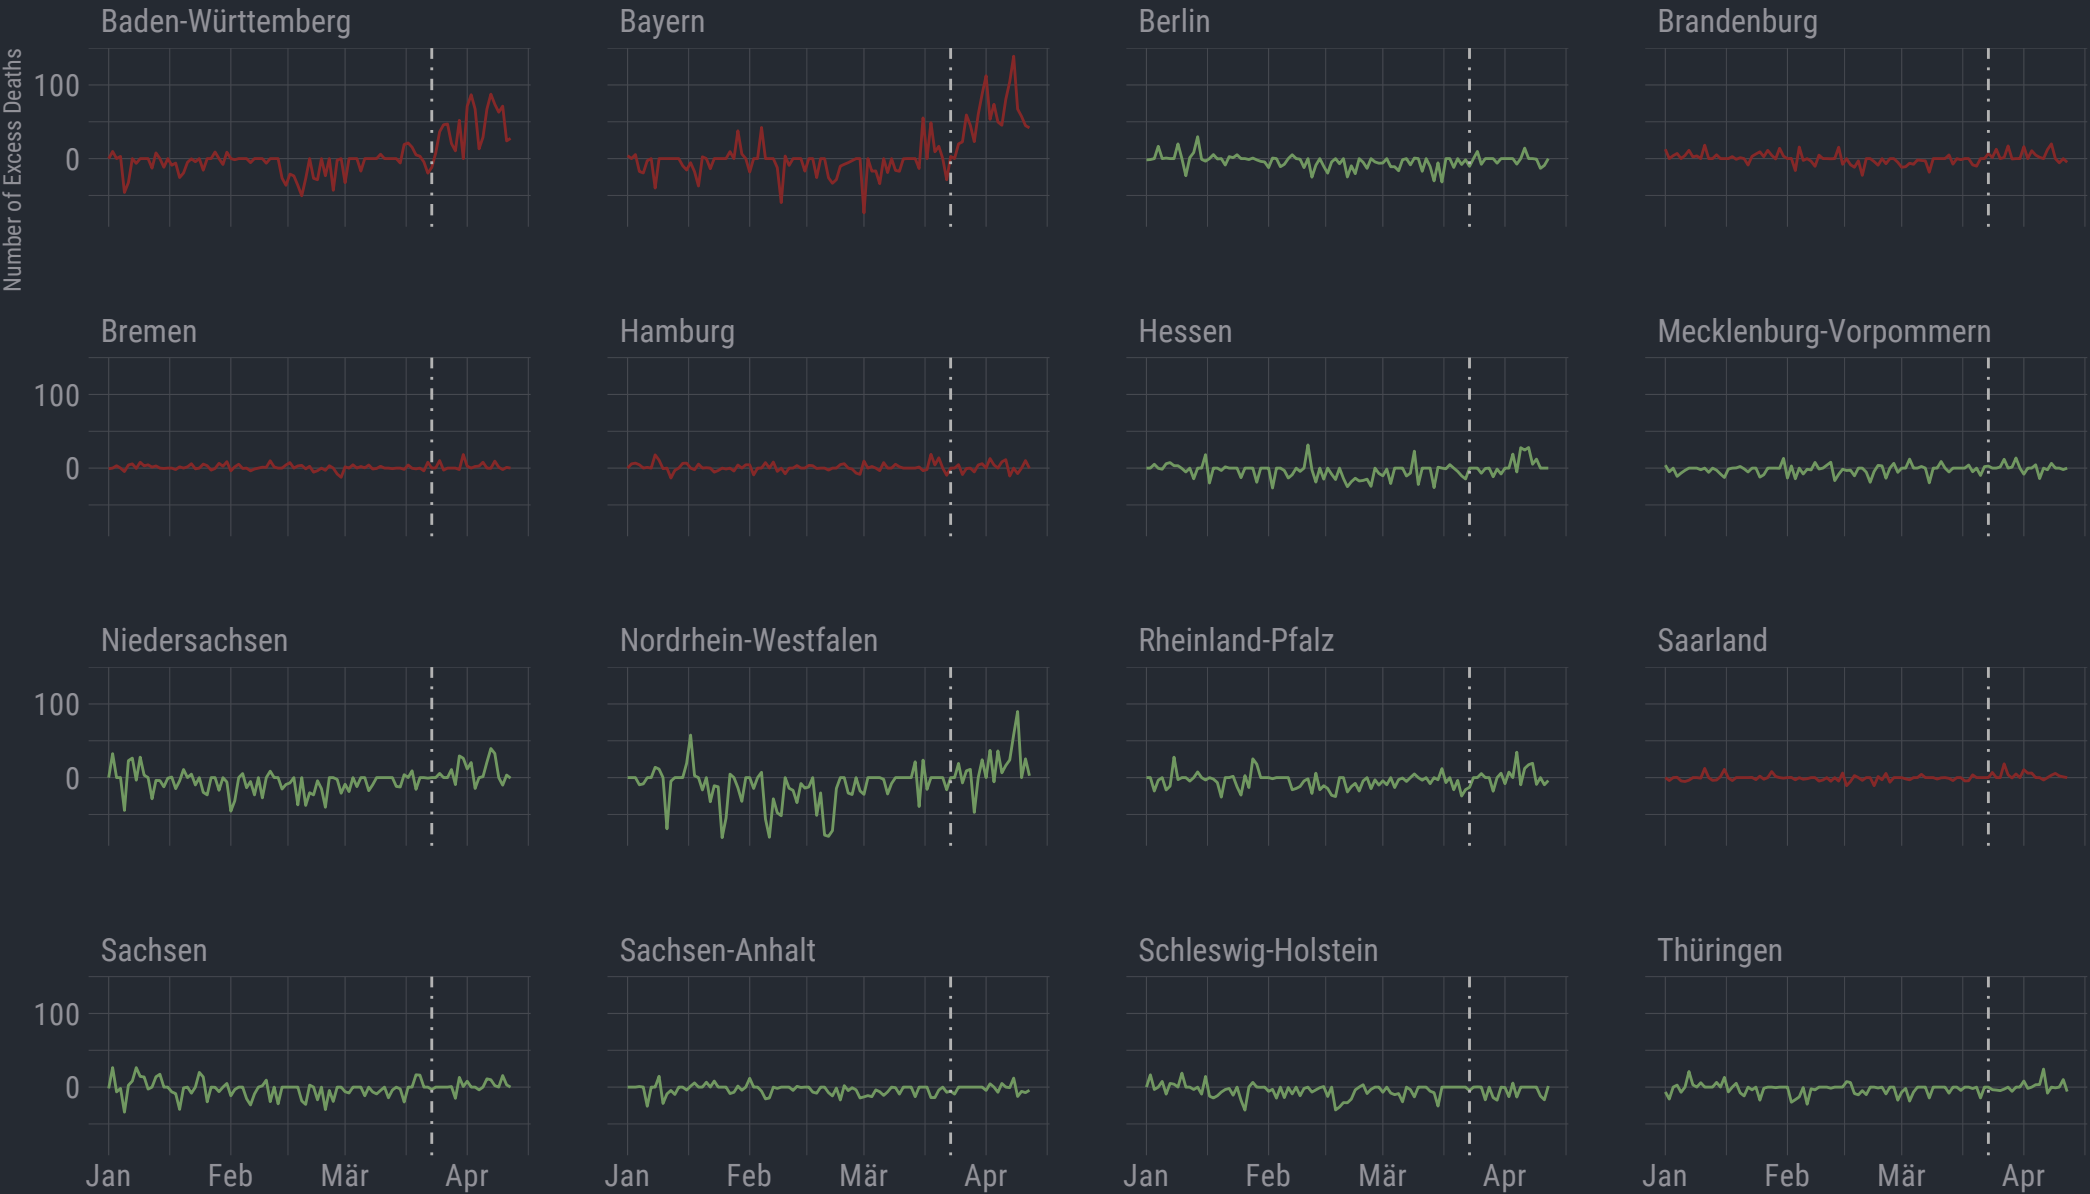 Number of Excess Deaths
Baden-Württemberg
Bayern
Berlin
Brandenburg
100
0
Bremen
Hamburg
Hessen
Mecklenburg-Vorpommern
100
0
Niedersachsen
Nordrhein-Westfalen
Rheinland-Pfalz
Saarland
100
0
Sachsen
Sachsen-Anhalt
Schleswig-Holstein
Thüringen
100
0
Jan Feb Mär Apr
Jan Feb Mär Apr
Jan Feb Mär Apr
Jan Feb Mär Apr